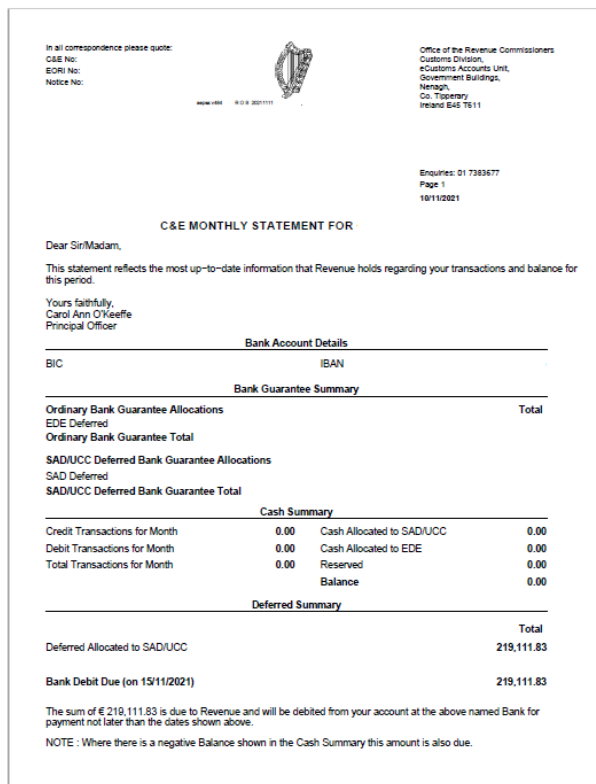 In all correspondence please quote:
C&E No:
EORI No:
Notice No:
Office of the Revenue Commissioners
Customs Division,
eCustoms Accounts Unit,
Government Buildings,
Nenagh,
Co. Tipperary
Ireland E45 T611
Enquiries: 01 7383677
Page 1
10/11/2021
C&E MONTHLY STATEMENT FOR
Dear Sir/Madam,
This statement reflects the most up-to-date information that Revenue holds regarding your transactions and balance for
this period.
Yours faithfully,
Carol Ann O'Keeffe
Principal Officer
Bank Account Details
BIC IBAN
Bank Guarantee Summary
Ordinary Bank Guarantee Allocations Total
EDE Deferred
Ordinary Bank Guarantee Total
SAD/UCC Deferred Bank Guarantee Allocations
SAD Deferred
SAD/UCC Deferred Bank Guarantee Total
Cash Summary
Credit Transactions for Month 0.00 Cash Allocated to SAD/UCC 0.00
Debit Transactions for Month 0.00 Cash Allocated to EDE 0.00
Total Transactions for Month 0.00 Reserved 0.00
Balance 0.00
Deferred Summary
Total
Deferred Allocated to SAD/UCC 219,111.83
Bank Debit Due (on 15/11/2021) 219,111.83
The sum of € 219,111.83 is due to Revenue and will be debited from your account at the above named Bank for
payment not later than the dates shown above.
NOTE : Where there is a negative Balance shown in the Cash Summary this amount is also due.